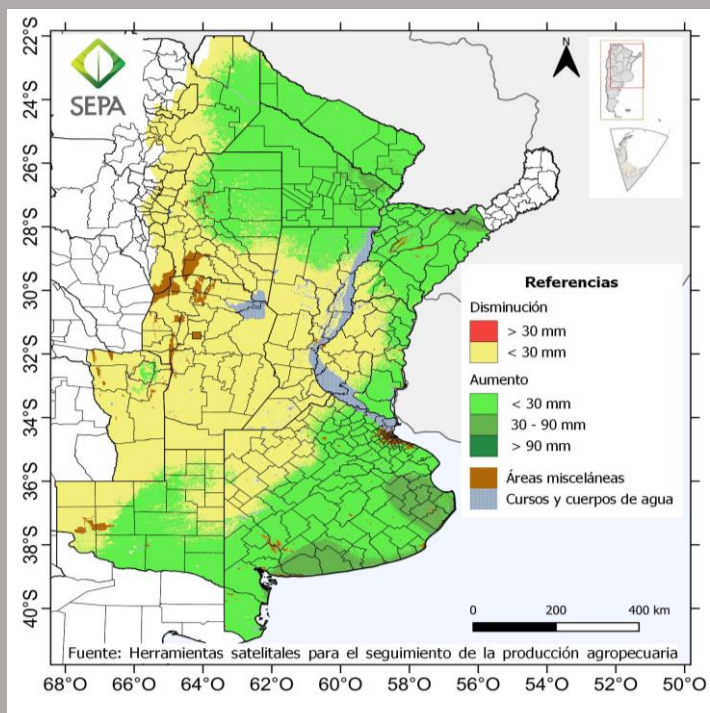 SEPA
N
22°S
24°S
26°S
28°S
30°S
32°S
34°S
36°S
38°S
40°S
Referencias
Disminución
> 30 mm
< 30 mm
Aumento
< 30 mm
30 - 90 mm
> 90 mm
Áreas misceláneas
Cursos y cuerpos de agua
0 200 400 km
Fuente: Herramientas satelitales para el seguimiento de la producción agropecuaria
68°O 66°O 64°O 62°O 60°O 58°O 56°O 54°O 52°O 50°O